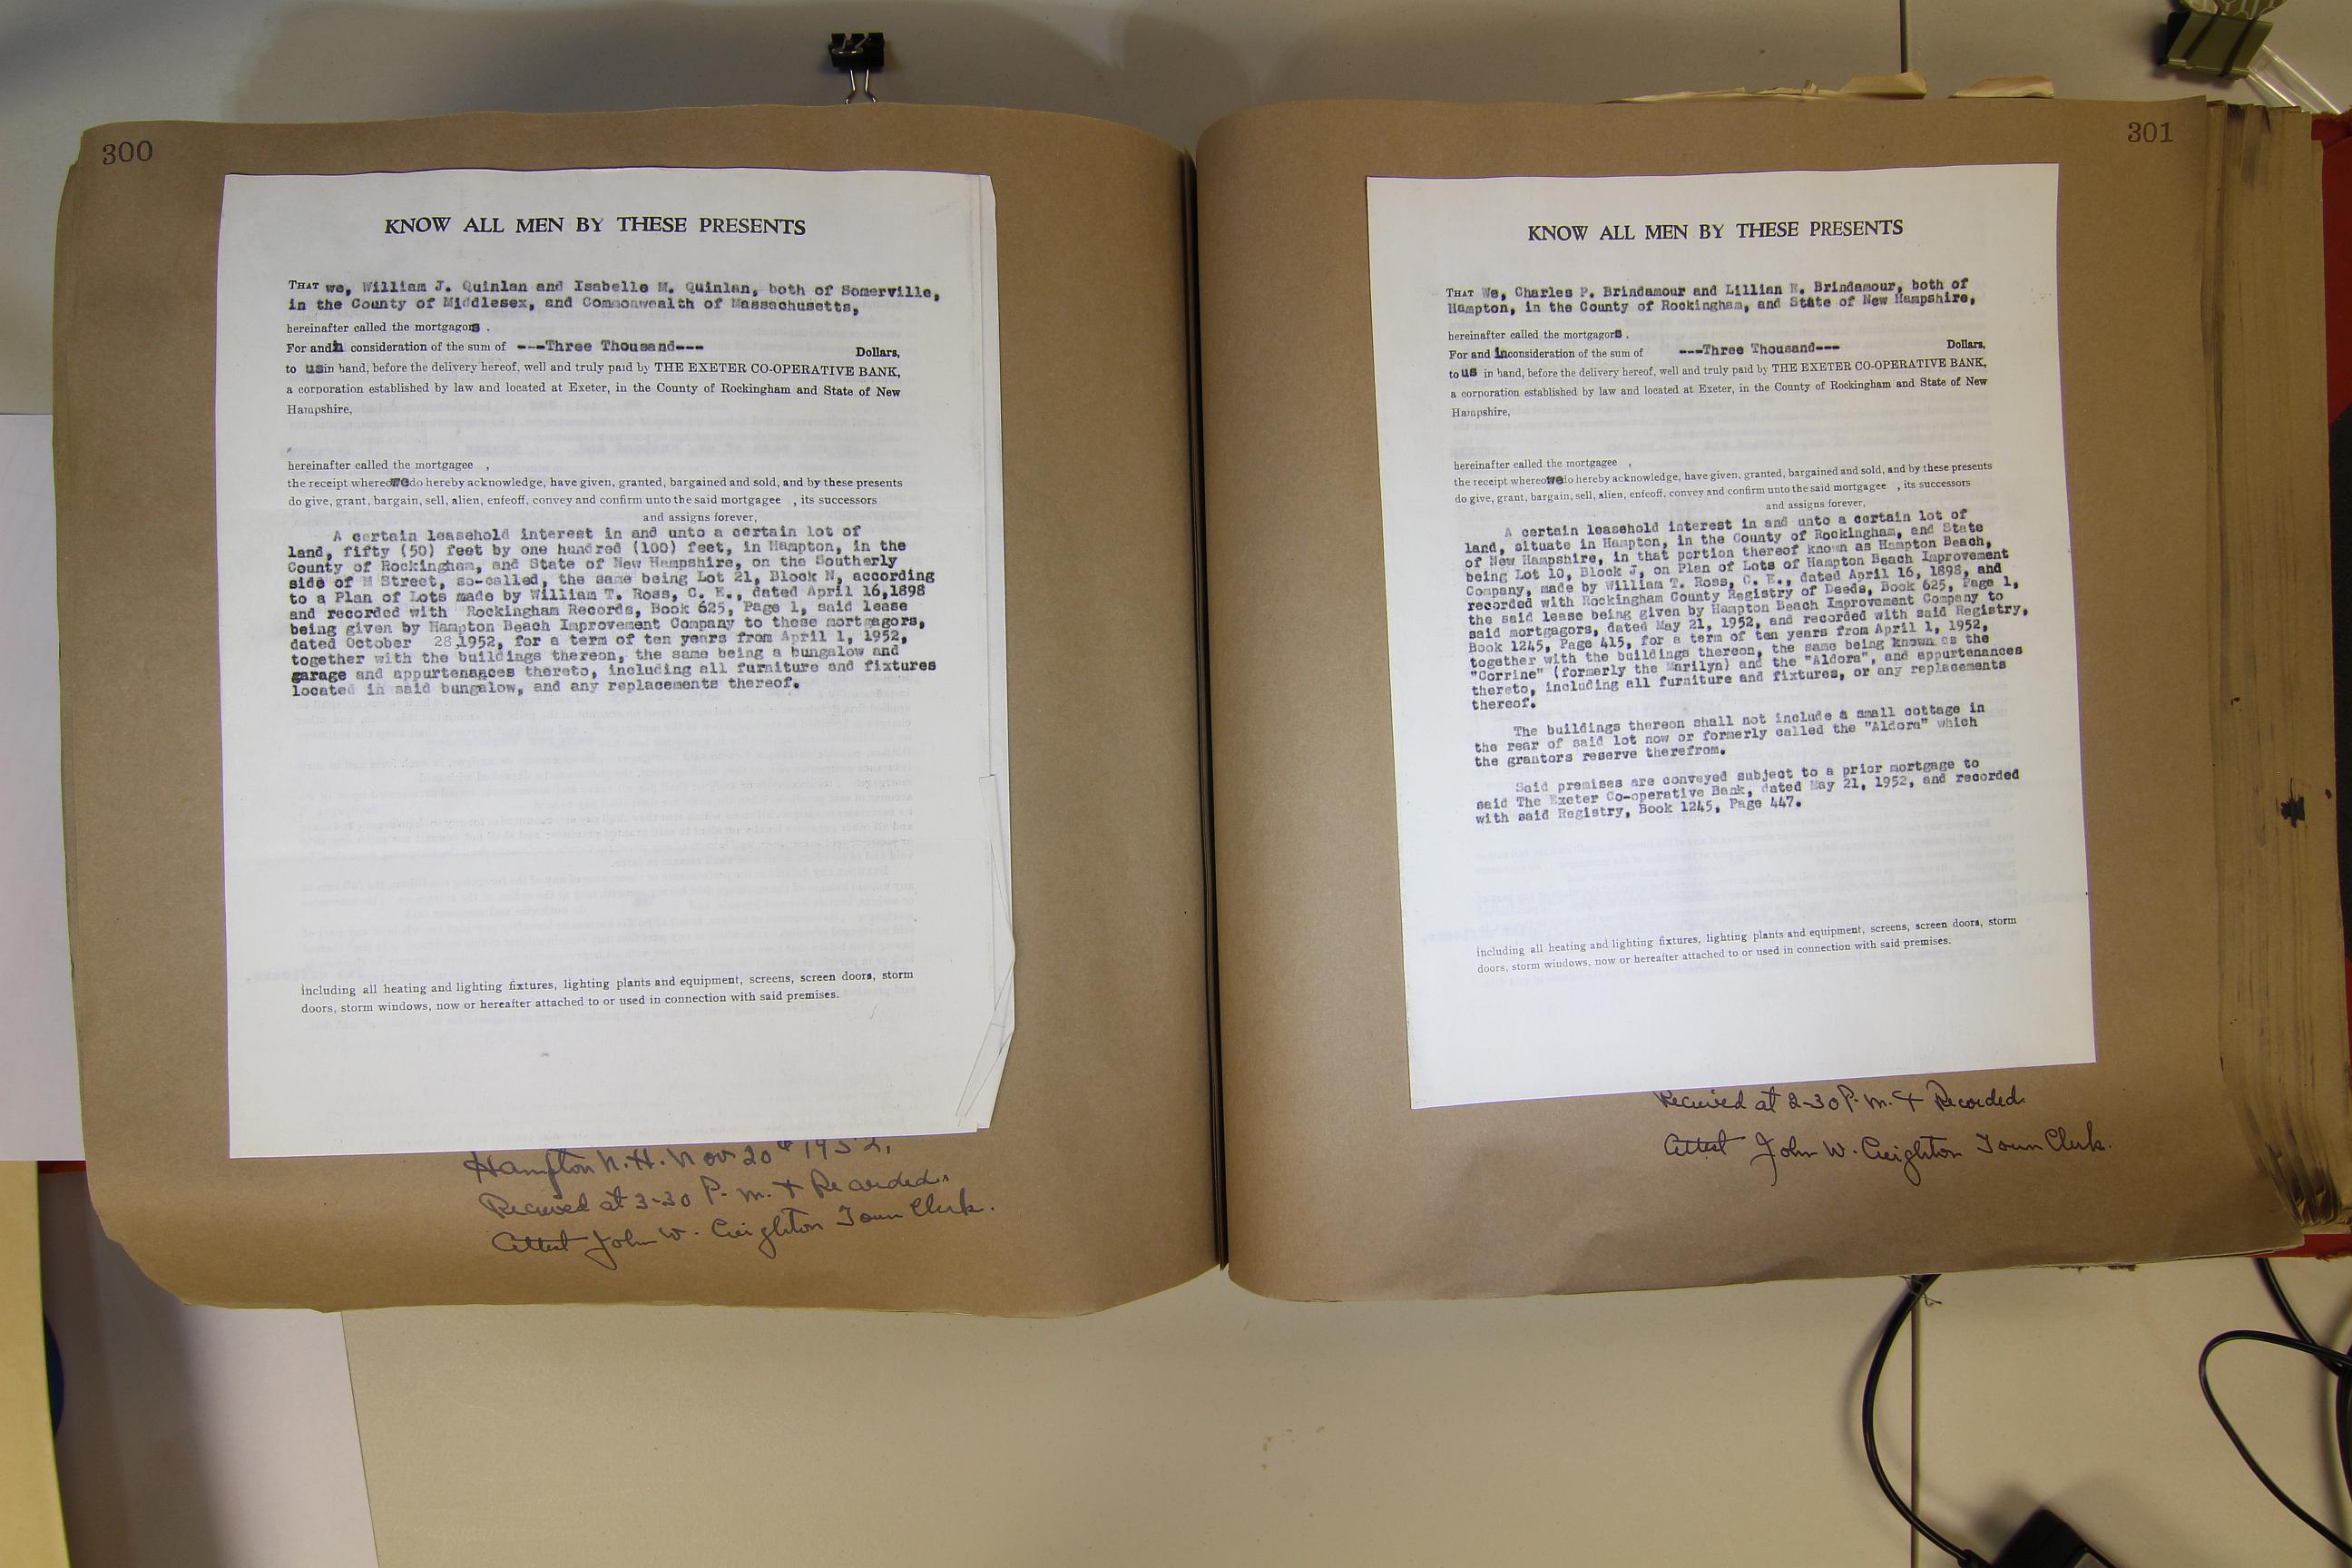 300
KNOW ALL MEN BY THESE PRESENTS
THAT we, William J. Quinlan and Isabelle M. Quinlan, both of Somerville,
in the County of Middlesex, and Commonwealth of Massachusetts,
hereinafter called the mortgagors .
For and in consideration of the sum of ---Three Thousand--- Dollars,
to us in hand, before the delivery hereof, well and truly paid by THE EXETER CO-OPERATIVE BANK,
a corporation established by law and located at Exeter, in the County of Rockingham and State of New
Hampshire,
hereinafter called the mortgagee ,
the receipt whereof we do hereby acknowledge, have given, granted, bargained and sold, and by these presents
do give, grant, bargain, sell, alien, enfeoff, convey and confirm unto the said mortgagee , its successors
and assigns forever,
A certain leasehold interest in and unto a certain lot of
land, fifty (50) feet by one hundred (100) feet, in Hampton, in the
County of Rockingham, and State of New Hampshire, on the Southerly
side of M Street, so-called, the same being Lot 21, Block N, according
to a Plan of Lots made by William T. Ross, C. E., dated April 16,1898
and recorded with Rockingham Records, Book 625, Page 1, said lease
being given by Hampton Beach Improvement Company to these mortgagors,
dated October 28,1952, for a term of ten years from April 1, 1952,
together with the buildings thereon, the same being a bungalow and
garage and appurtenances thereto, including all furniture and fixtures
located in said bungalow, and any replacements thereof.
including all heating and lighting fixtures, lighting plants and equipment, screens, screen doors, storm
doors, storm windows, now or hereafter attached to or used in connection with said premises.
Hampton N.H. Nov 20th 1952.
Recieved at 3-30 P. M. + Recorded.
Attest John W. Creighton Town Clerk.
301
KNOW ALL MEN BY THESE PRESENTS
THAT We, Charles P. Brindamour and Lillian E. Brindamour, both of
Hampton, in the County of Rockingham, and State of New Hampshire,
hereinafter called the mortgagors .
For and in consideration of the sum of ---Three Thousand--- Dollars,
to us in hand, before the delivery hereof, well and truly paid by THE EXETER CO-OPERATIVE BANK,
a corporation established by law and located at Exeter, in the County of Rockingham and State of New
Hampshire,
hereinafter called the mortgagee ,
the receipt whereof we do hereby acknowledge, have given, granted, bargained and sold, and by these presents
do give, grant, bargain, sell, alien, enfeoff, convey and confirm unto the said mortgagee , its successors
and assigns forever,
A certain leasehold interest in and unto a certain lot of
land, situate in Hampton, in the County of Rockingham, and State
of New Hampshire, in that portion thereof known as Hampton Beach,
being Lot 10, Block J, on Plan of Lots of Hampton Beach Improvement
Company, made by William T. Ross, C. E., dated April 16, 1898, and
recorded with Rockingham County Registry of Deeds, Book 625, Page 1,
the said lease being given by Hampton Beach Improvement Company to
said mortgagors, dated May 21, 1952, and recorded with said Registry,
Book 1245, Page 415, for a term of ten years from April 1, 1952,
together with the buildings thereon, the same being known as the
"Corrine" (formerly the Marilyn) and the "Aldora", and appurtenances
thereto, including all furniture and fixtures, or any replacements
thereof.
The buildings thereon shall not include a small cottage in
the rear of said lot now or formerly called the "Aldora" which
the grantors reserve therefrom.
Said premises are conveyed subject to a prior mortgage to
said The Exeter Co-operative Bank, dated May 21, 1952, and recorded
with said Registry, Book 1245, Page 447.
including all heating and lighting fixtures, lighting plants and equipment, screens, screen doors, storm
doors, storm windows, now or hereafter attached to or used in connection with said premises.
Recieved at 2-30 P. M. + Recorded.
Attest John W. Creighton Town Clerk.